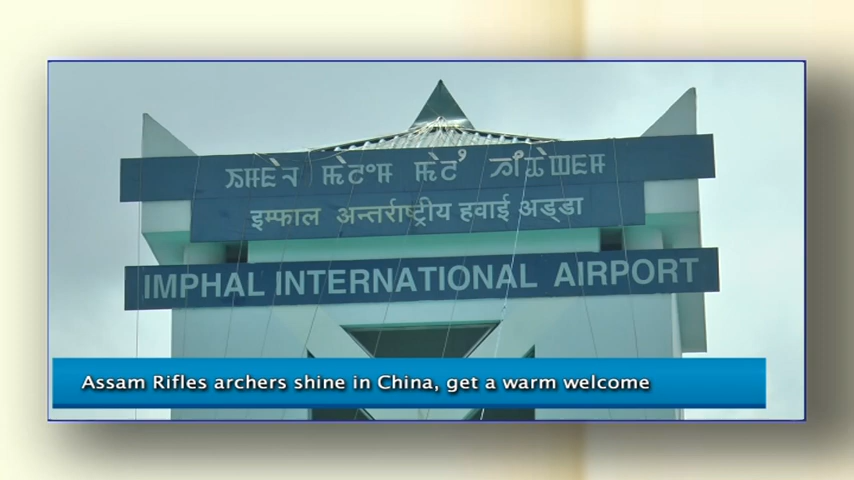 इम्फाल अन्तर्राष्ट्रीय हवाई अड्डा
IMPHAL INTERNATIONAL AIRPORT
Assam Rifles archers shine in China, get a warm welcome